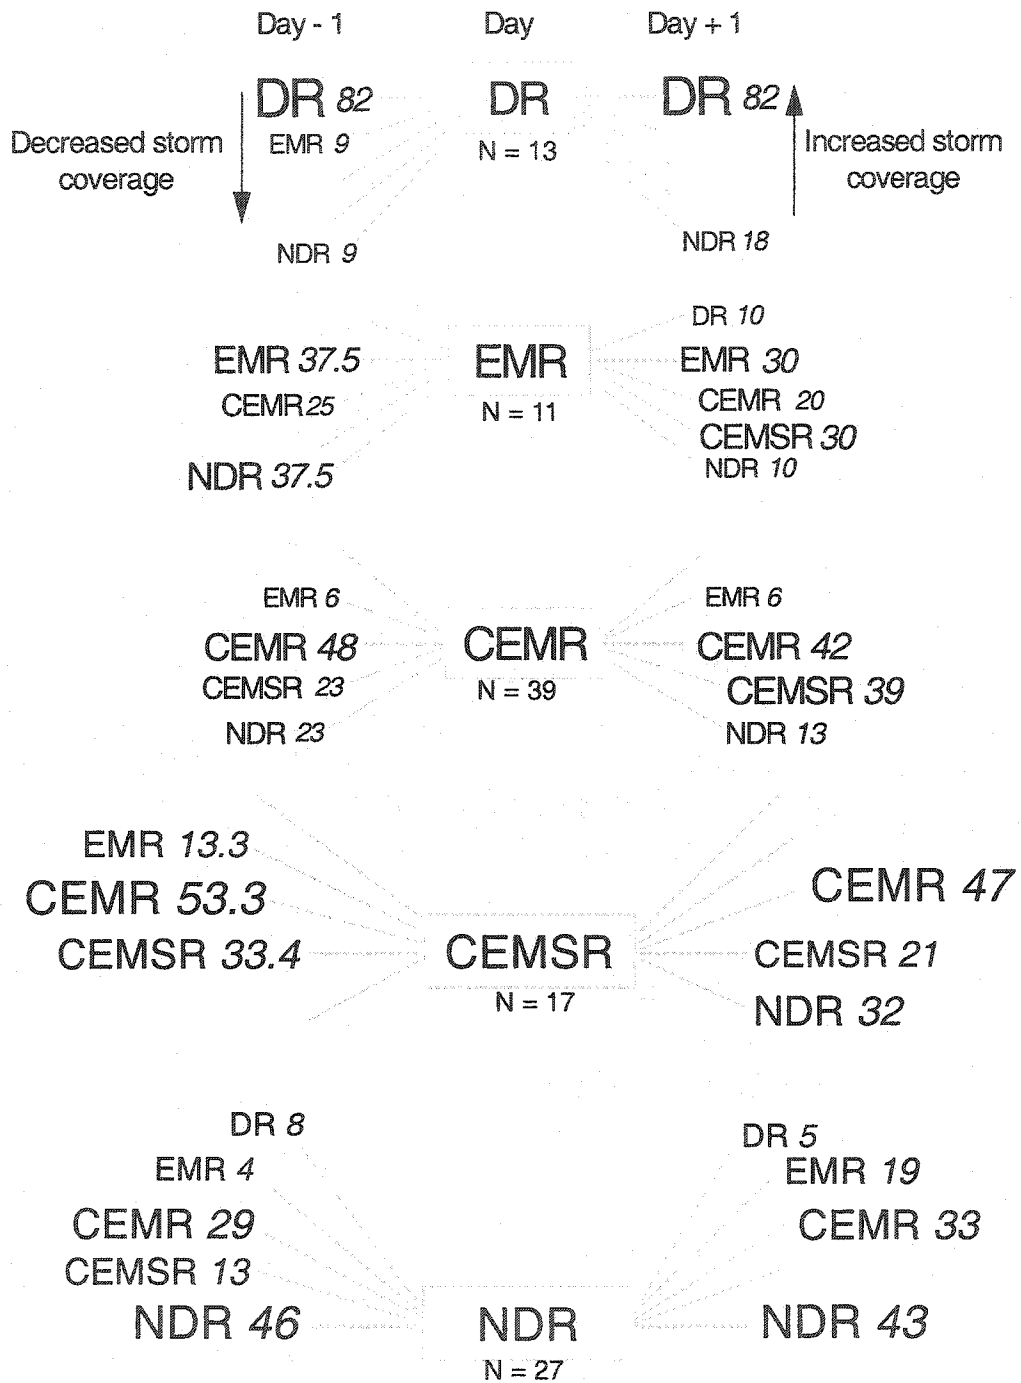 Day - 1 Day Day + 1
DR 82 DR DR 82
Decreased storm coverage
EMR 9
N = 13
Increased storm coverage
NDR 9 NDR 18
DR 10
EMR 37.5 EMR EMR 30
CEMR 25 N = 11 CEMR 20
CEMSR 30
NDR 37.5 NDR 10
EMR 6 EMR 6
CEMR 48 CEMR CEMR 42
CEMSR 23 N = 39 CEMSR 39
NDR 23 NDR 13
EMR 13.3
CEMR 53.3 CEMR 47
CEMSR 33.4 CEMSR CEMSR 21
N = 17 NDR 32
DR 8 DR 5
EMR 4 EMR 19
CEMR 29 CEMR 33
CEMSR 13
NDR 46 NDR NDR 43
N = 27